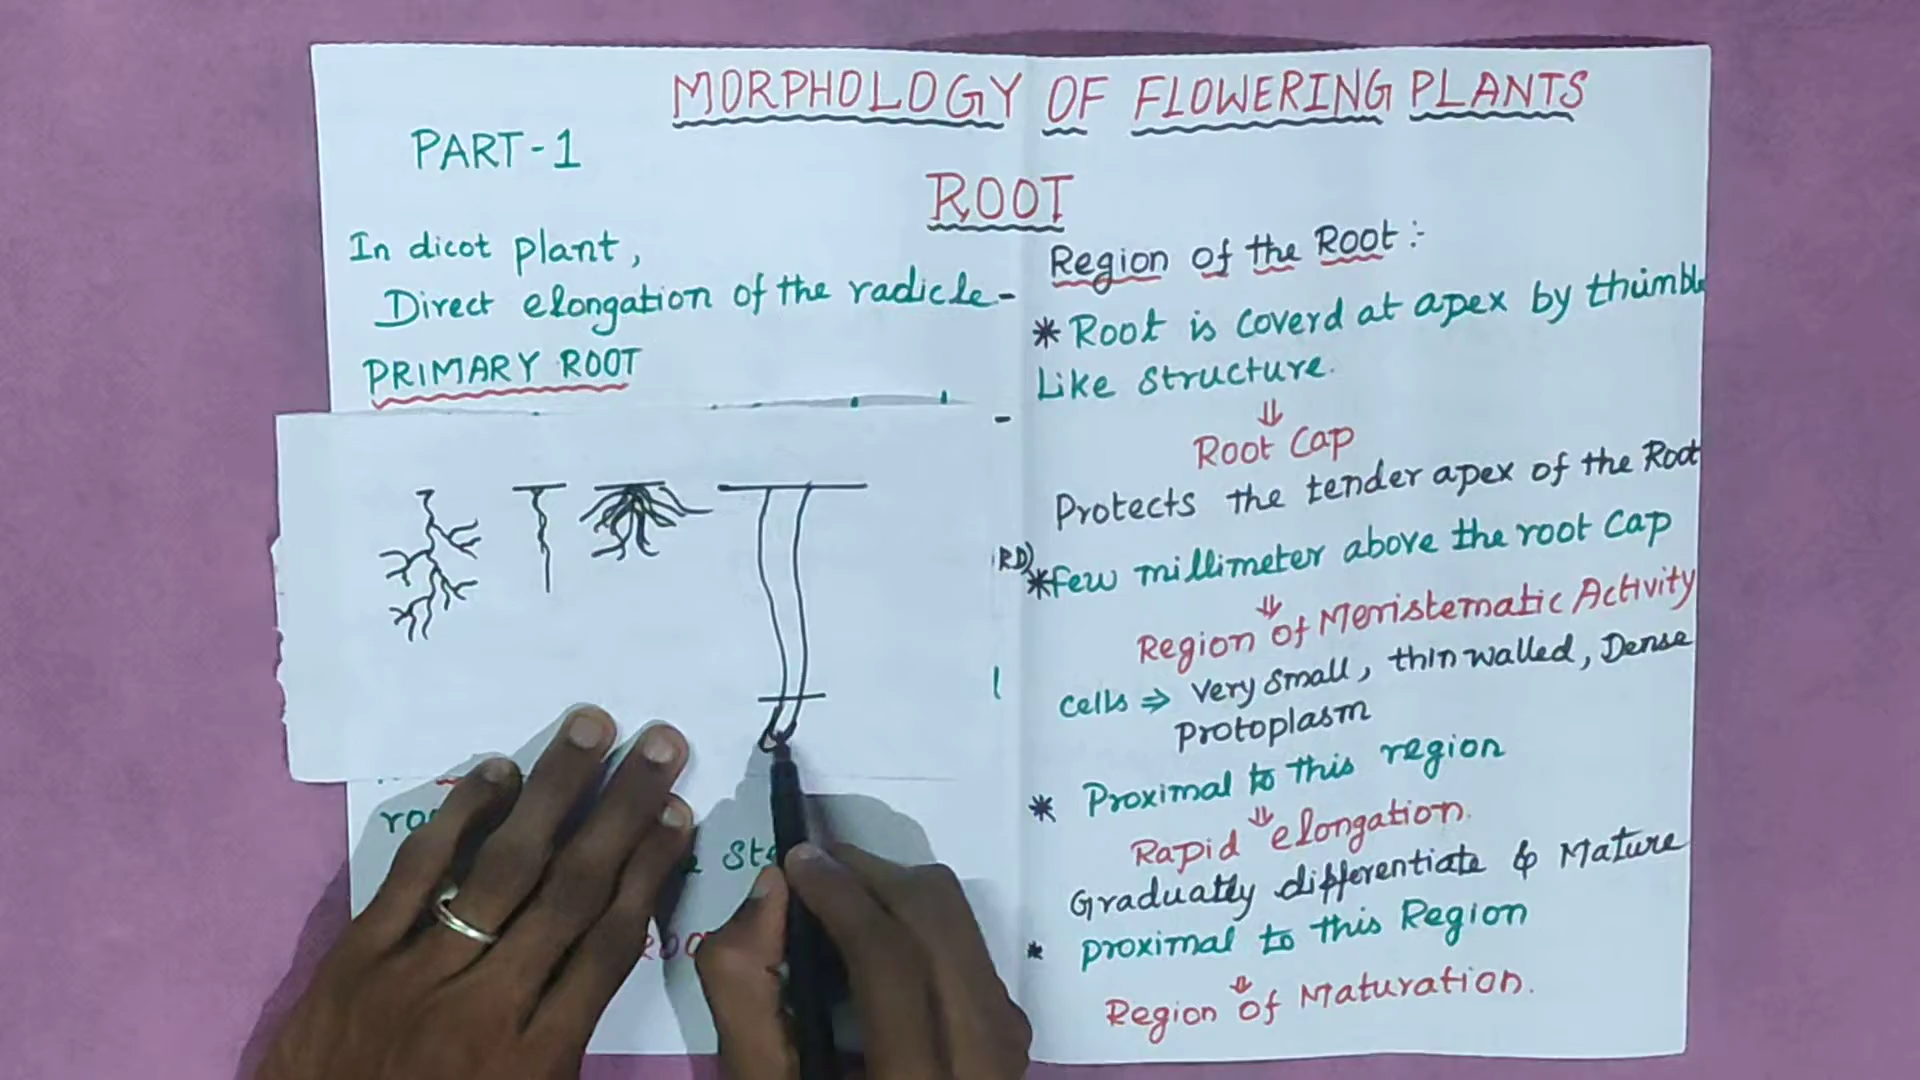 MORPHOLOGY OF FLOWERING PLANTS
PART-1
ROOT
In dicot plant,
Direct elongation of the radicle-
PRIMARY ROOT
Region of the Root :-
* Root is coverd at apex by thimble
Like structure.
⇓
Root Cap
Protects the tender apex of the Root
RD)
*few millimeter above the root cap
⇓
Region of Meristematic Activity
cells ⇒ Very small, thin walled, Dense
Protoplasm
* Proximal to this region
⇓
Rapid elongation.
Gradually differentiate & Mature
* proximal to this Region
⇓
Region of Maturation.